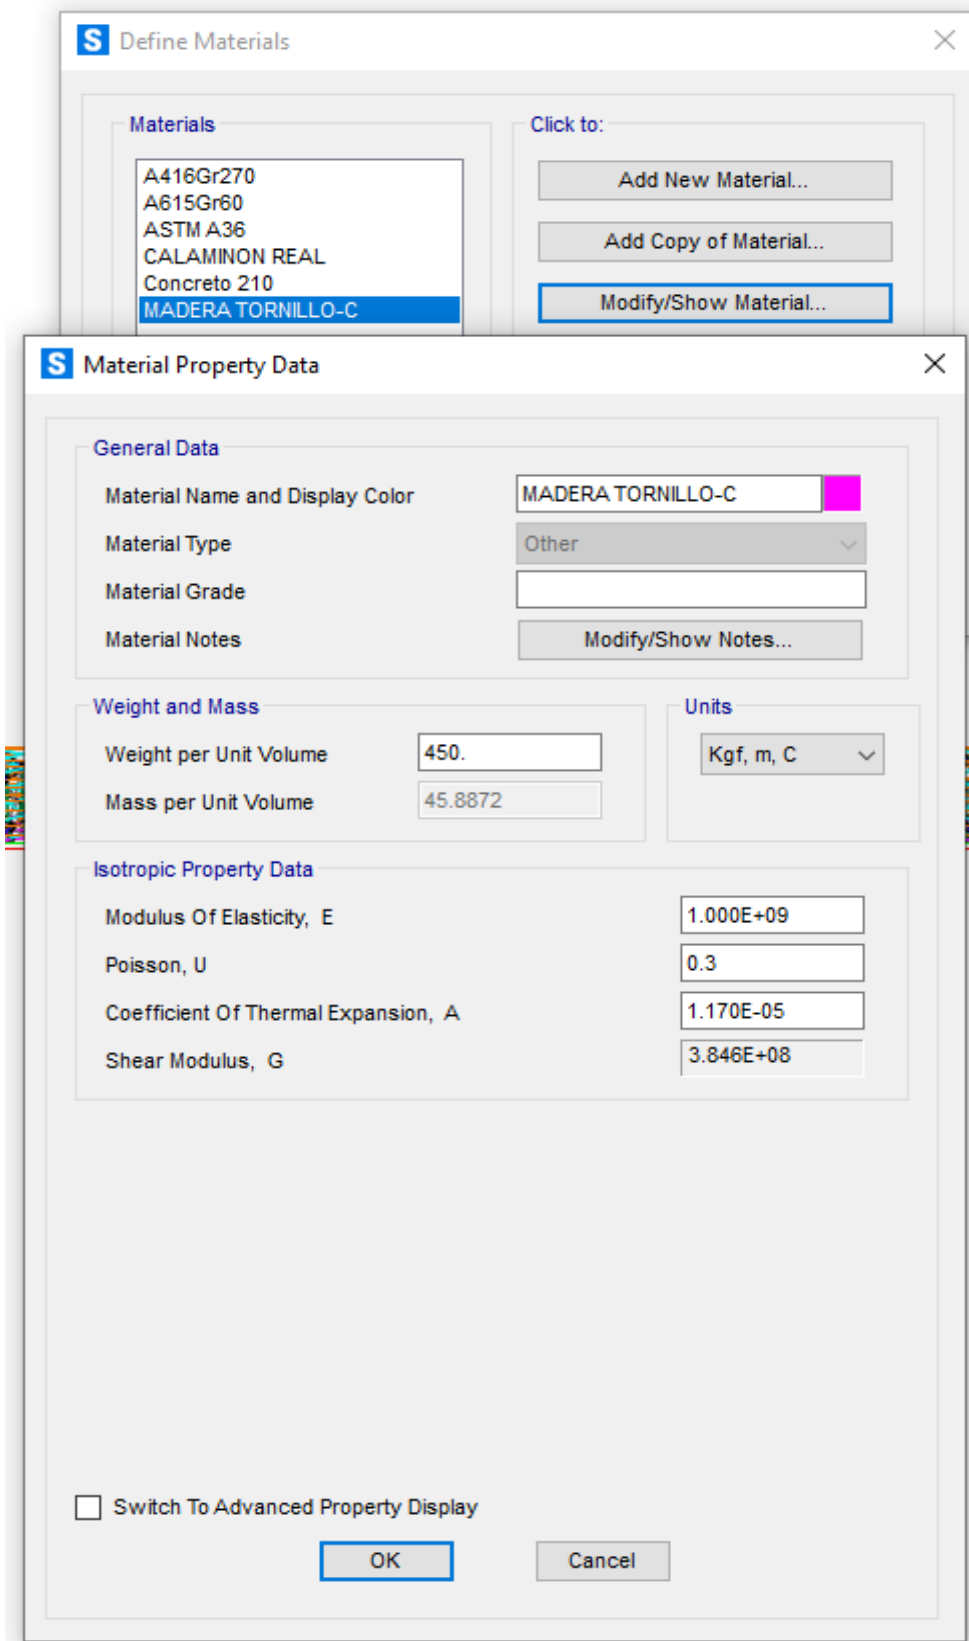 S Define Materials
Materials
Click to:
A416Gr270
A615Gr60
ASTM A36
CALAMINON REAL
Concreto 210
MADERA TORNILLO-C
Add New Material...
Add Copy of Material...
Modify/Show Material...
S Material Property Data
General Data
Material Name and Display Color MADERA TORNILLO-C
Material Type Other
Material Grade
Material Notes Modify/Show Notes...
Weight and Mass
Weight per Unit Volume 450.
Mass per Unit Volume 45.8872
Units
Kgf, m, C
Isotropic Property Data
Modulus Of Elasticity, E 1.000E+09
Poisson, U 0.3
Coefficient Of Thermal Expansion, A 1.170E-05
Shear Modulus, G 3.846E+08
Switch To Advanced Property Display
OK Cancel